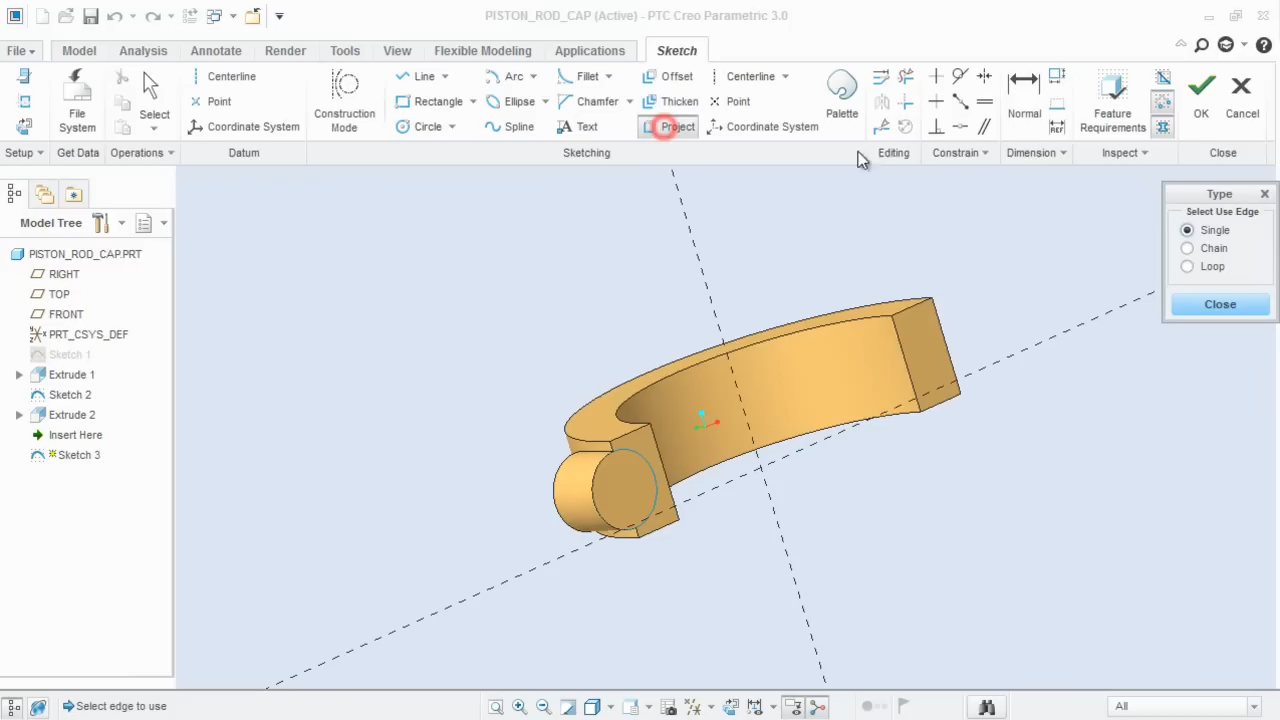 PISTON_ROD_CAP (Active) - PTC Creo Parametric 3.0
File Model Analysis Annotate Render Tools View Flexible Modeling Applications Sketch
Centerline Line Arc Fillet Offset Centerline
Point Rectangle Ellipse Chamfer Thicken Point
File System Select Coordinate System Construction Mode Circle Spline Text Project Coordinate System Palette Normal Feature Requirements OK Cancel
Setup Get Data Operations Datum Sketching Editing Constrain Dimension Inspect Close
Type
Select Use Edge
Single
Chain
Loop
Close
Model Tree
PISTON_ROD_CAP.PRT
RIGHT
TOP
FRONT
PRT_CSYS_DEF
Sketch 1
Extrude 1
Sketch 2
Extrude 2
Insert Here
Sketch 3
Select edge to use
All